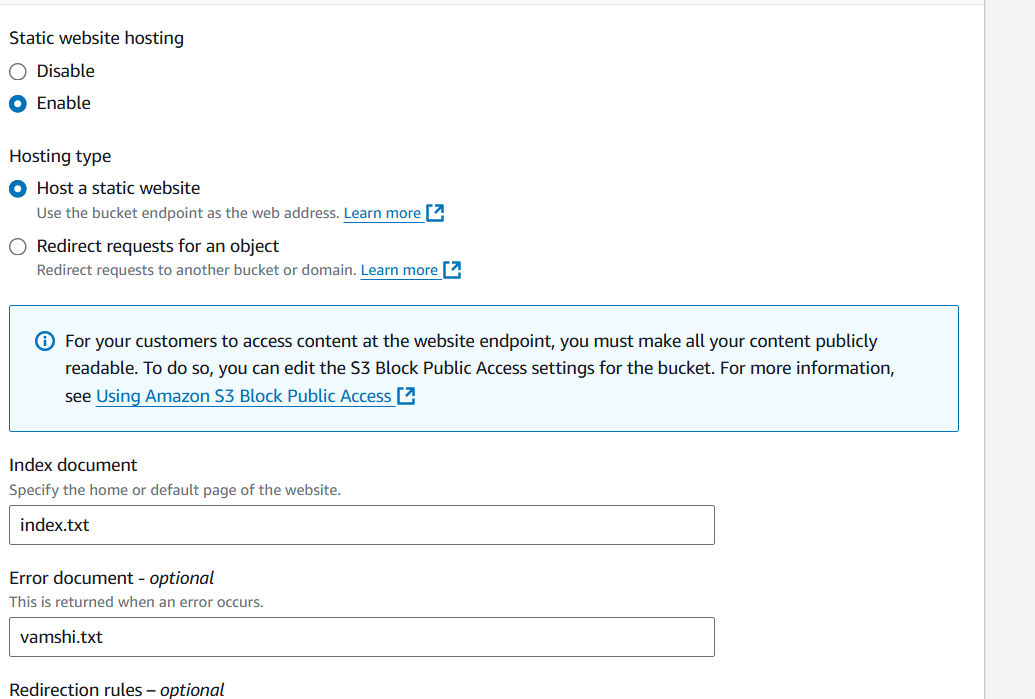 Static website hosting
Disable
Enable
Hosting type
Host a static website
Use the bucket endpoint as the web address. Learn more
Redirect requests for an object
Redirect requests to another bucket or domain. Learn more
For your customers to access content at the website endpoint, you must make all your content publicly
readable. To do so, you can edit the S3 Block Public Access settings for the bucket. For more information,
see Using Amazon S3 Block Public Access
Index document
Specify the home or default page of the website.
index.txt
Error document - optional
This is returned when an error occurs.
vamshi.txt
Redirection rules – optional